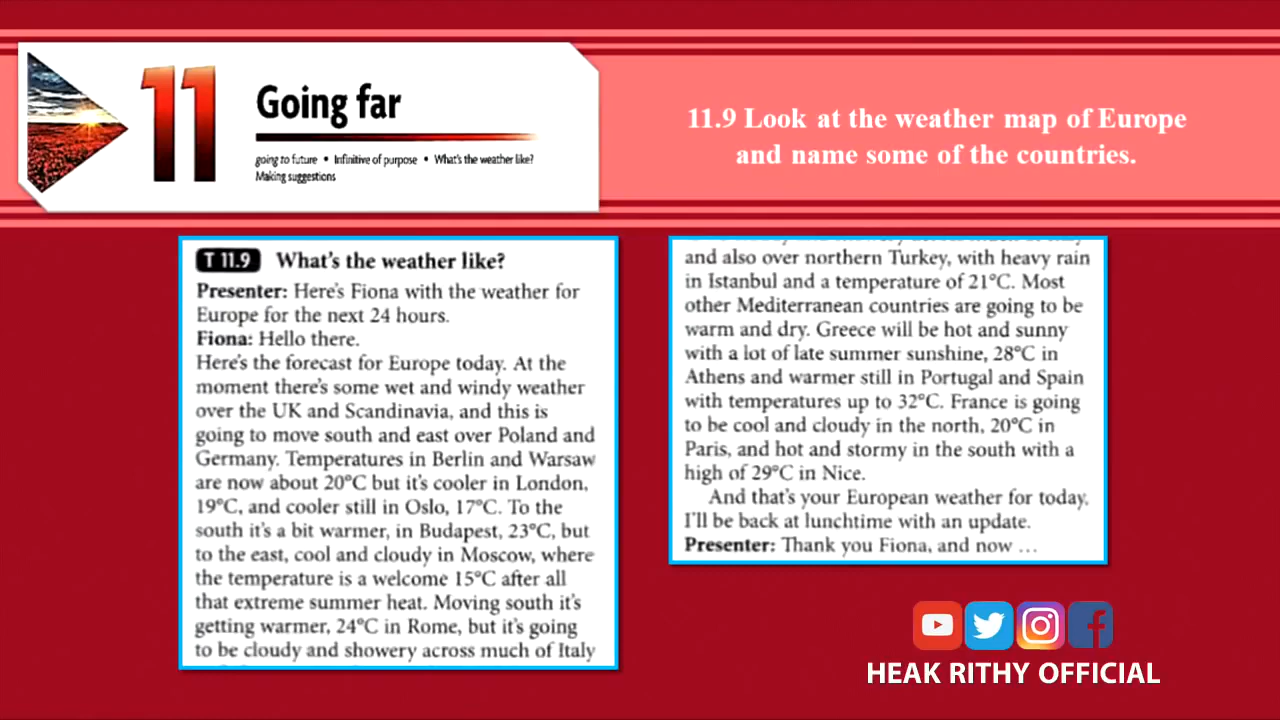 11
Going far
going to future • Infinitive of purpose • What's the weather like?
Making suggestions
11.9 Look at the weather map of Europe
and name some of the countries.
T 11.9 What's the weather like?
Presenter: Here's Fiona with the weather for
Europe for the next 24 hours.
Fiona: Hello there.
Here's the forecast for Europe today. At the
moment there's some wet and windy weather
over the UK and Scandinavia, and this is
going to move south and east over Poland and
Germany. Temperatures in Berlin and Warsaw
are now about 20°C but it's cooler in London,
19°C, and cooler still in Oslo, 17°C. To the
south it's a bit warmer, in Budapest, 23°C, but
to the east, cool and cloudy in Moscow, where
the temperature is a welcome 15°C after all
that extreme summer heat. Moving south it's
getting warmer, 24°C in Rome, but it's going
to be cloudy and showery across much of Italy
and also over northern Turkey, with heavy rain
in Istanbul and a temperature of 21°C. Most
other Mediterranean countries are going to be
warm and dry. Greece will be hot and sunny
with a lot of late summer sunshine, 28°C in
Athens and warmer still in Portugal and Spain
with temperatures up to 32°C. France is going
to be cool and cloudy in the north, 20°C in
Paris, and hot and stormy in the south with a
high of 29°C in Nice.
And that's your European weather for today.
I'll be back at lunchtime with an update.
Presenter: Thank you Fiona, and now …
HEAK RITHY OFFICIAL